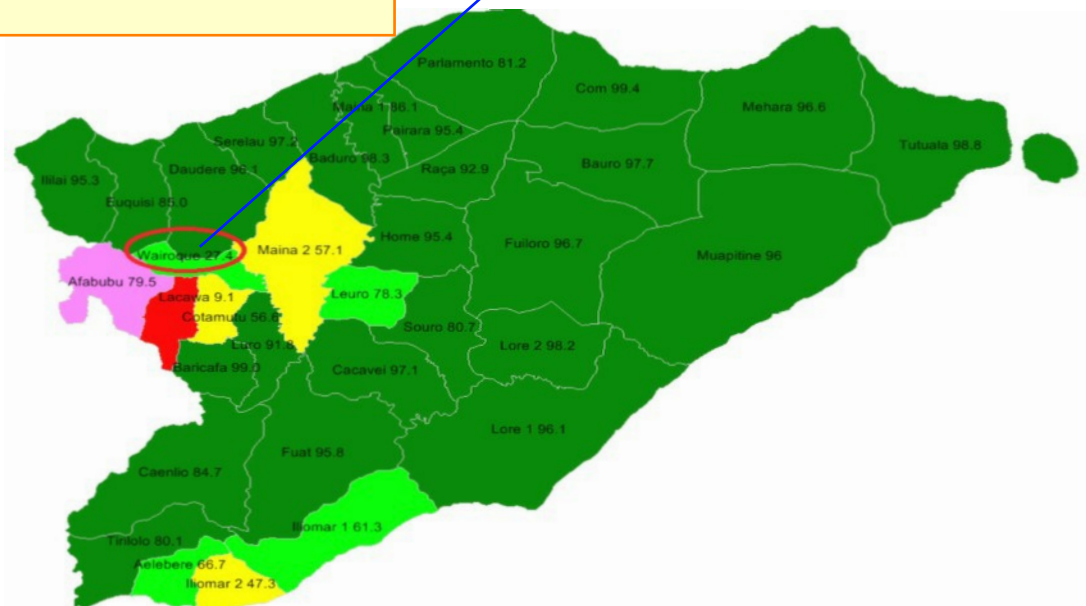 Parlamento 81.2
Com 99.4
Mehara 96.6
Maina 1 86.1
Pairara 95.4
Tutuala 98.8
Serelau 97.2
Baduro 98.3
Daudere 96.1
Raça 92.9
Bauro 97.7
Ililai 95.3
Euquisi 85.0
Home 95.4
Fuiloro 96.7
Maina 2 57.1
Wairoque 27.4
Muapitine 96
Afabubu 79.5
Leuro 78.3
Lacawa 9.1
Cotamutu 56.6
Souro 80.7
Luro 91.8
Lore 2 98.2
Baricafa 99.0
Cacavei 97.1
Lore 1 96.1
Fuat 95.8
Caenlio 84.7
Iliomar 1 61.3
Tirilolo 80.1
Aelebere 66.7
Iliomar 2 47.3